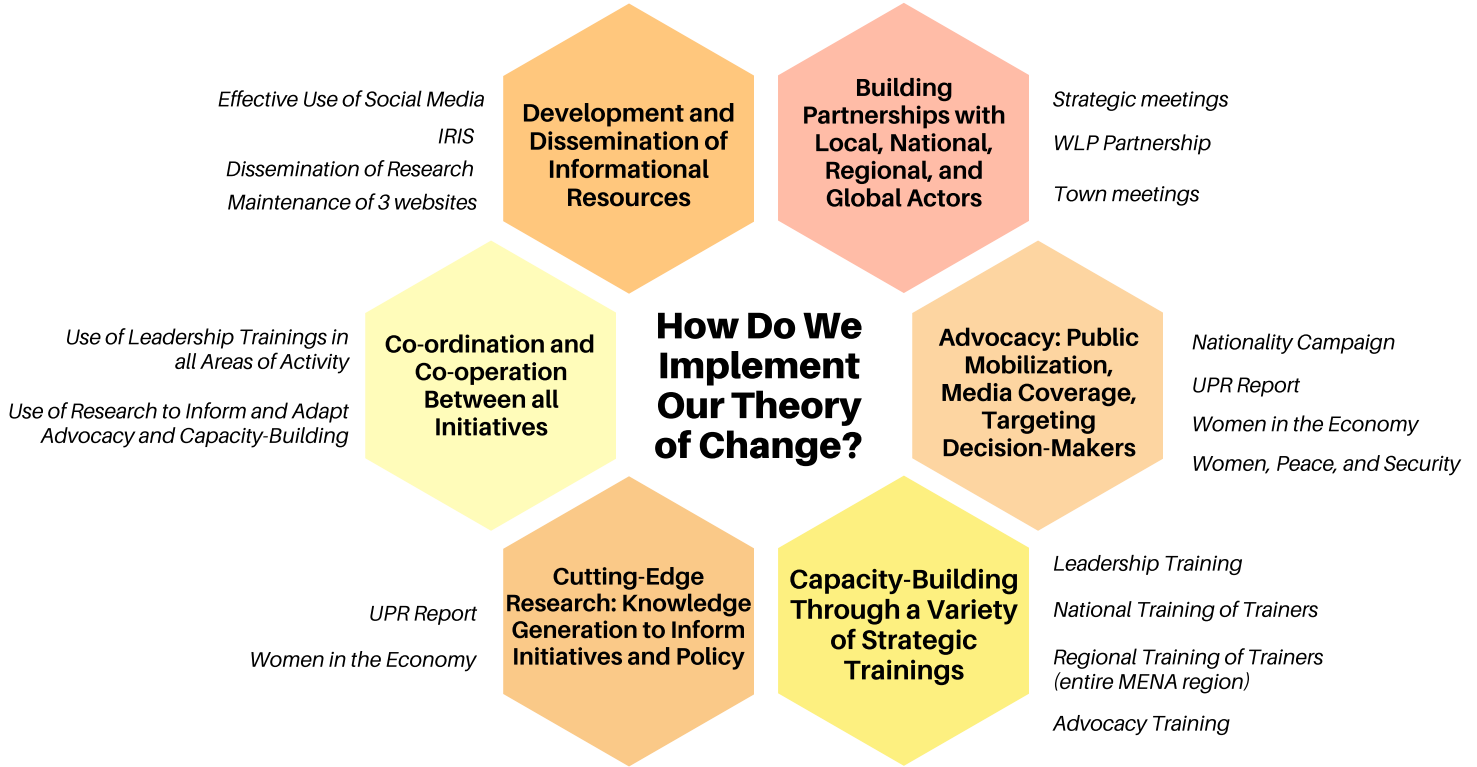 Effective Use of Social Media
IRIS
Dissemination of Research
Maintenance of 3 websites
Development and
Dissemination of
Informational
Resources
Building
Partnerships with
Local, National,
Regional, and
Global Actors
Strategic meetings
WLP Partnership
Town meetings
Use of Leadership Trainings in
all Areas of Activity
Use of Research to Inform and Adapt
Advocacy and Capacity-Building
Co-ordination and
Co-operation
Between all
Initiatives
How Do We
Implement
Our Theory
of Change?
Advocacy: Public
Mobilization,
Media Coverage,
Targeting
Decision-Makers
Nationality Campaign
UPR Report
Women in the Economy
Women, Peace, and Security
UPR Report
Women in the Economy
Cutting-Edge
Research: Knowledge
Generation to Inform
Initiatives and Policy
Capacity-Building
Through a Variety
of Strategic
Trainings
Leadership Training
National Training of Trainers
Regional Training of Trainers
(entire MENA region)
Advocacy Training